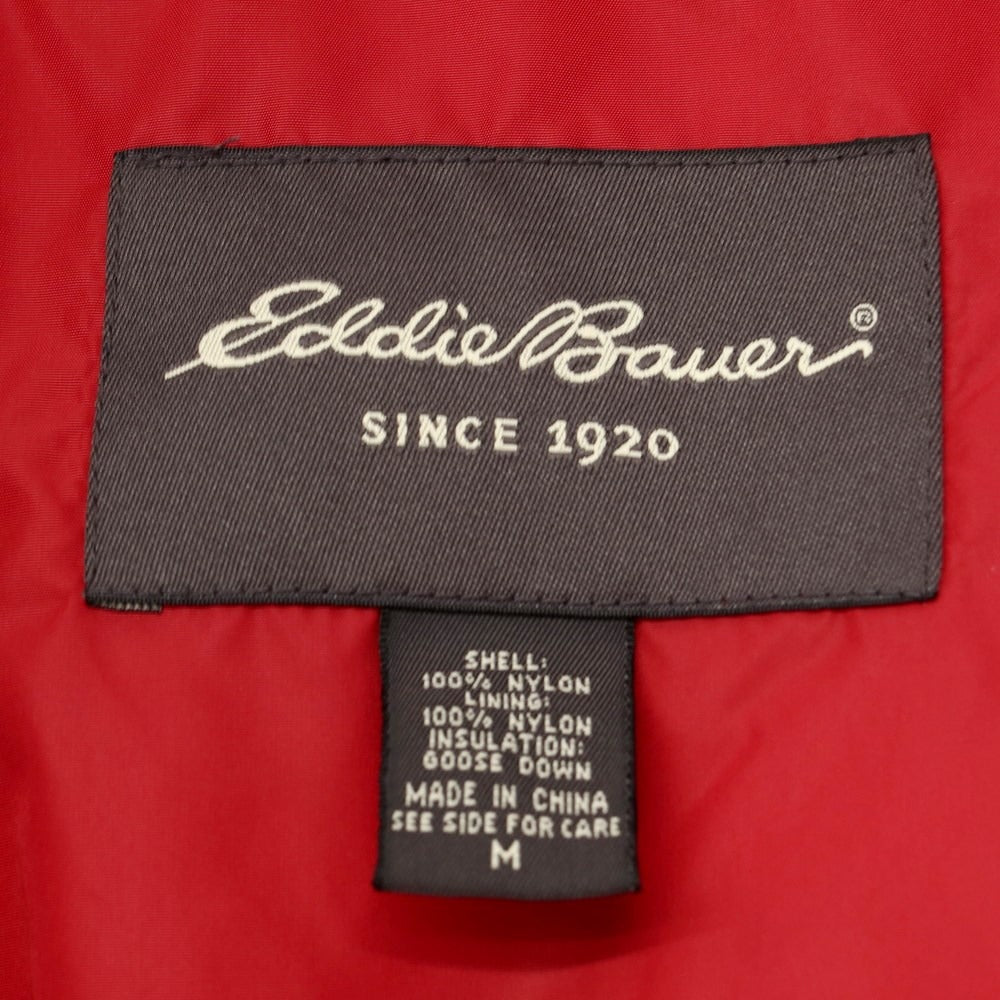 Eddie Bauer®
SINCE 1920
SHELL:
100% NYLON
LINING:
100% NYLON
INSULATION:
GOOSE DOWN
MADE IN CHINA
SEE SIDE FOR CARE
M